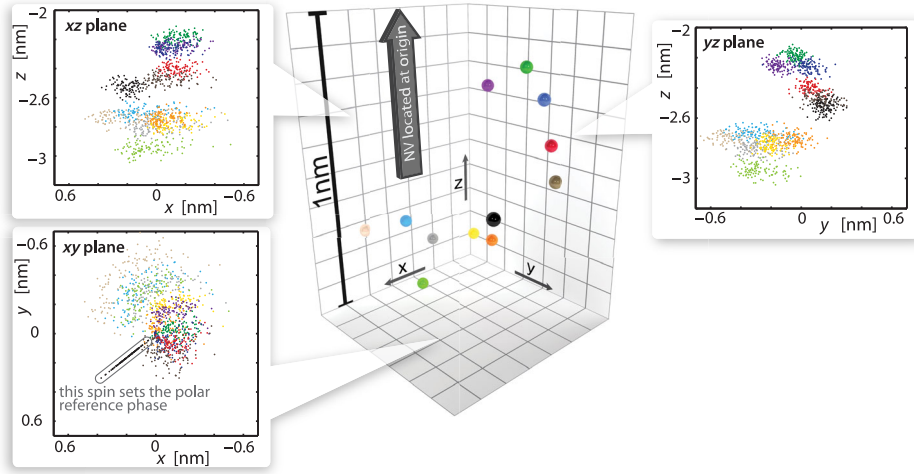 xz plane
z [nm]
-2
-2.6
-3
0.6
0
-0.6
x [nm]
xy plane
y [nm]
-0.6
0
0.6
this spin sets the polar
reference phase
0.6
0
-0.6
x [nm]
1nm
NV located at origin
z
x
y
yz plane
z [nm]
-2
-2.6
-3
-0.6
0
0.6
y [nm]